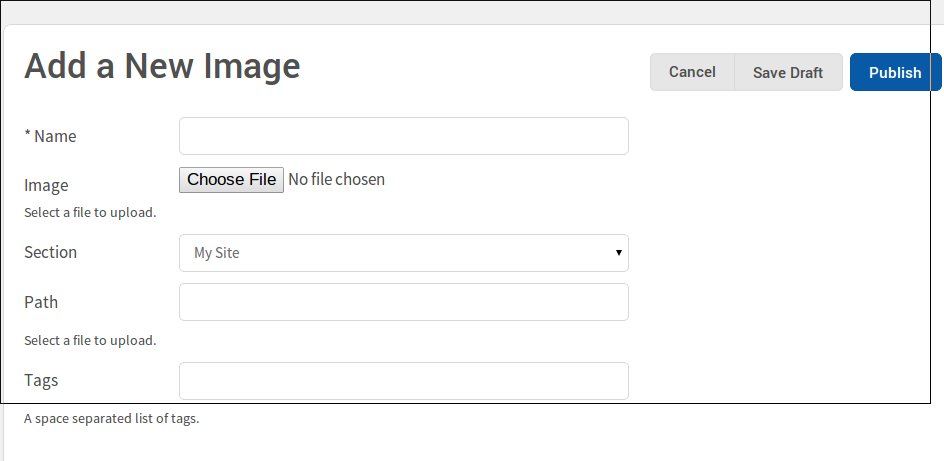 Add a New Image
Cancel Save Draft Publish
* Name
Image Choose File No file chosen
Select a file to upload.
Section My Site
Path
Select a file to upload.
Tags
A space separated list of tags.